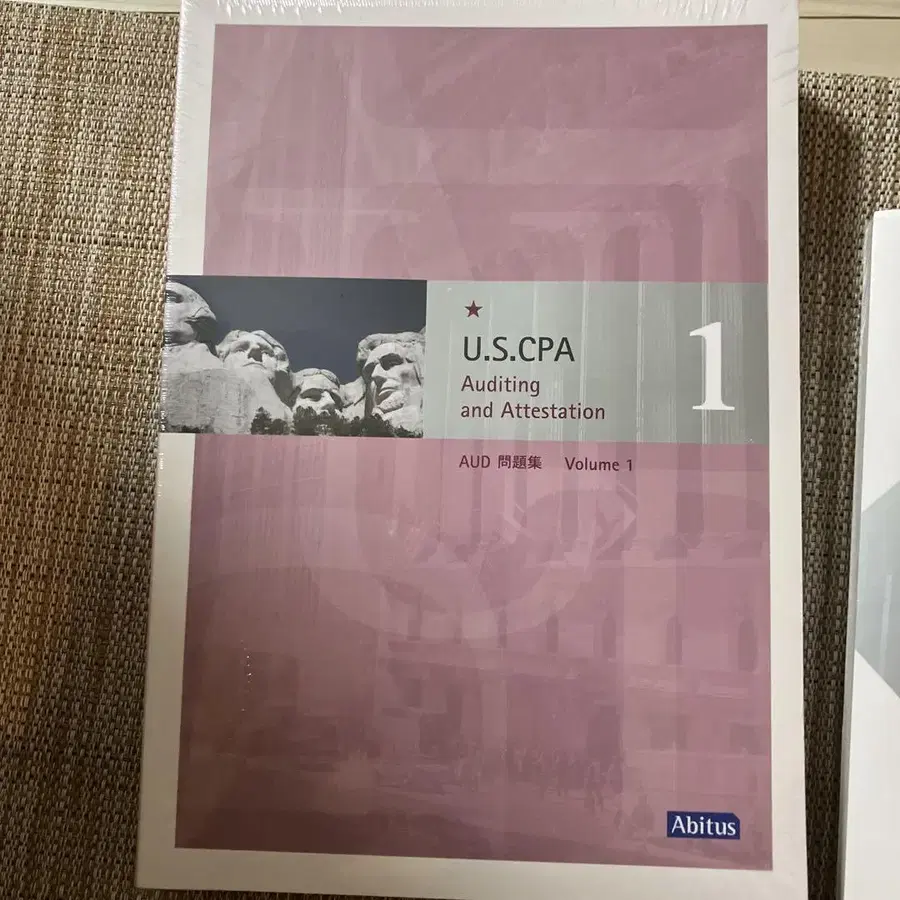 U.S.CPA
Auditing
and Attestation
1
AUD 問題集 Volume 1
Abitus